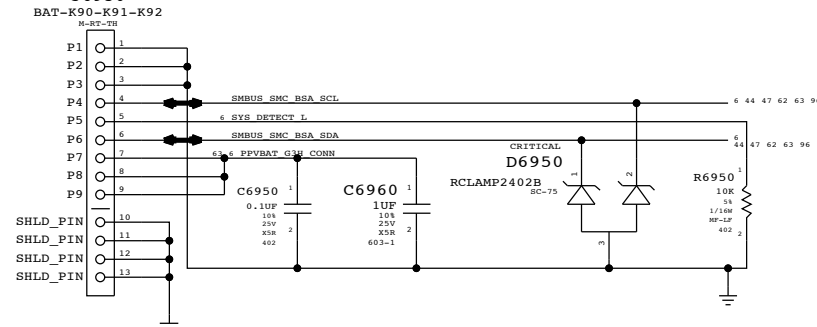 BAT-K90-K91-K92
M-RT-TH
P1 1
P2 2
P3 3
P4 4 SMBUS_SMC_BSA_SCL 6 44 47 62 63
P5 5 6 SYS_DETECT_L
P6 6 SMBUS_SMC_BSA_SDA 6
44 47 62 63 96
P7 7 63 6 PPVBAT_G3H_CONN
P8 8
P9 9
SHLD_PIN 10
SHLD_PIN 11
SHLD_PIN 12
SHLD_PIN 13
C6950 1
0.1UF
10%
25V
X5R 2
402
C6960 1
1UF
10%
25V
X5R 2
603-1
CRITICAL
D6950
RCLAMP2402B
SC-75
1
2
3
R6950 1
10K
5%
1/16W
MF-LF
402 2